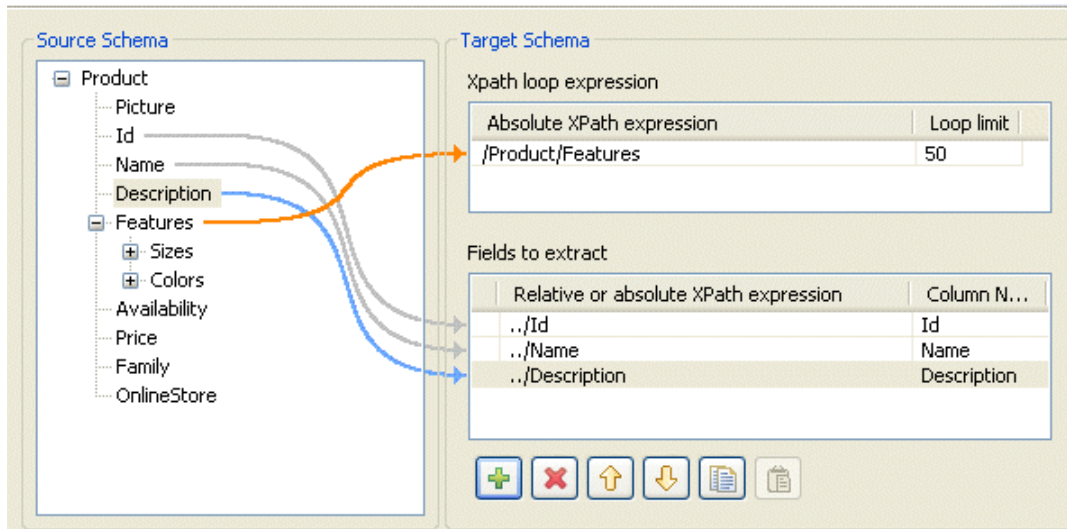 Source Schema
Product
Picture
Id
Name
Description
Features
Sizes
Colors
Availability
Price
Family
OnlineStore
Target Schema
Xpath loop expression
Absolute XPath expression Loop limit
/Product/Features 50
Fields to extract
Relative or absolute XPath expression Column N...
../Id Id
../Name Name
../Description Description